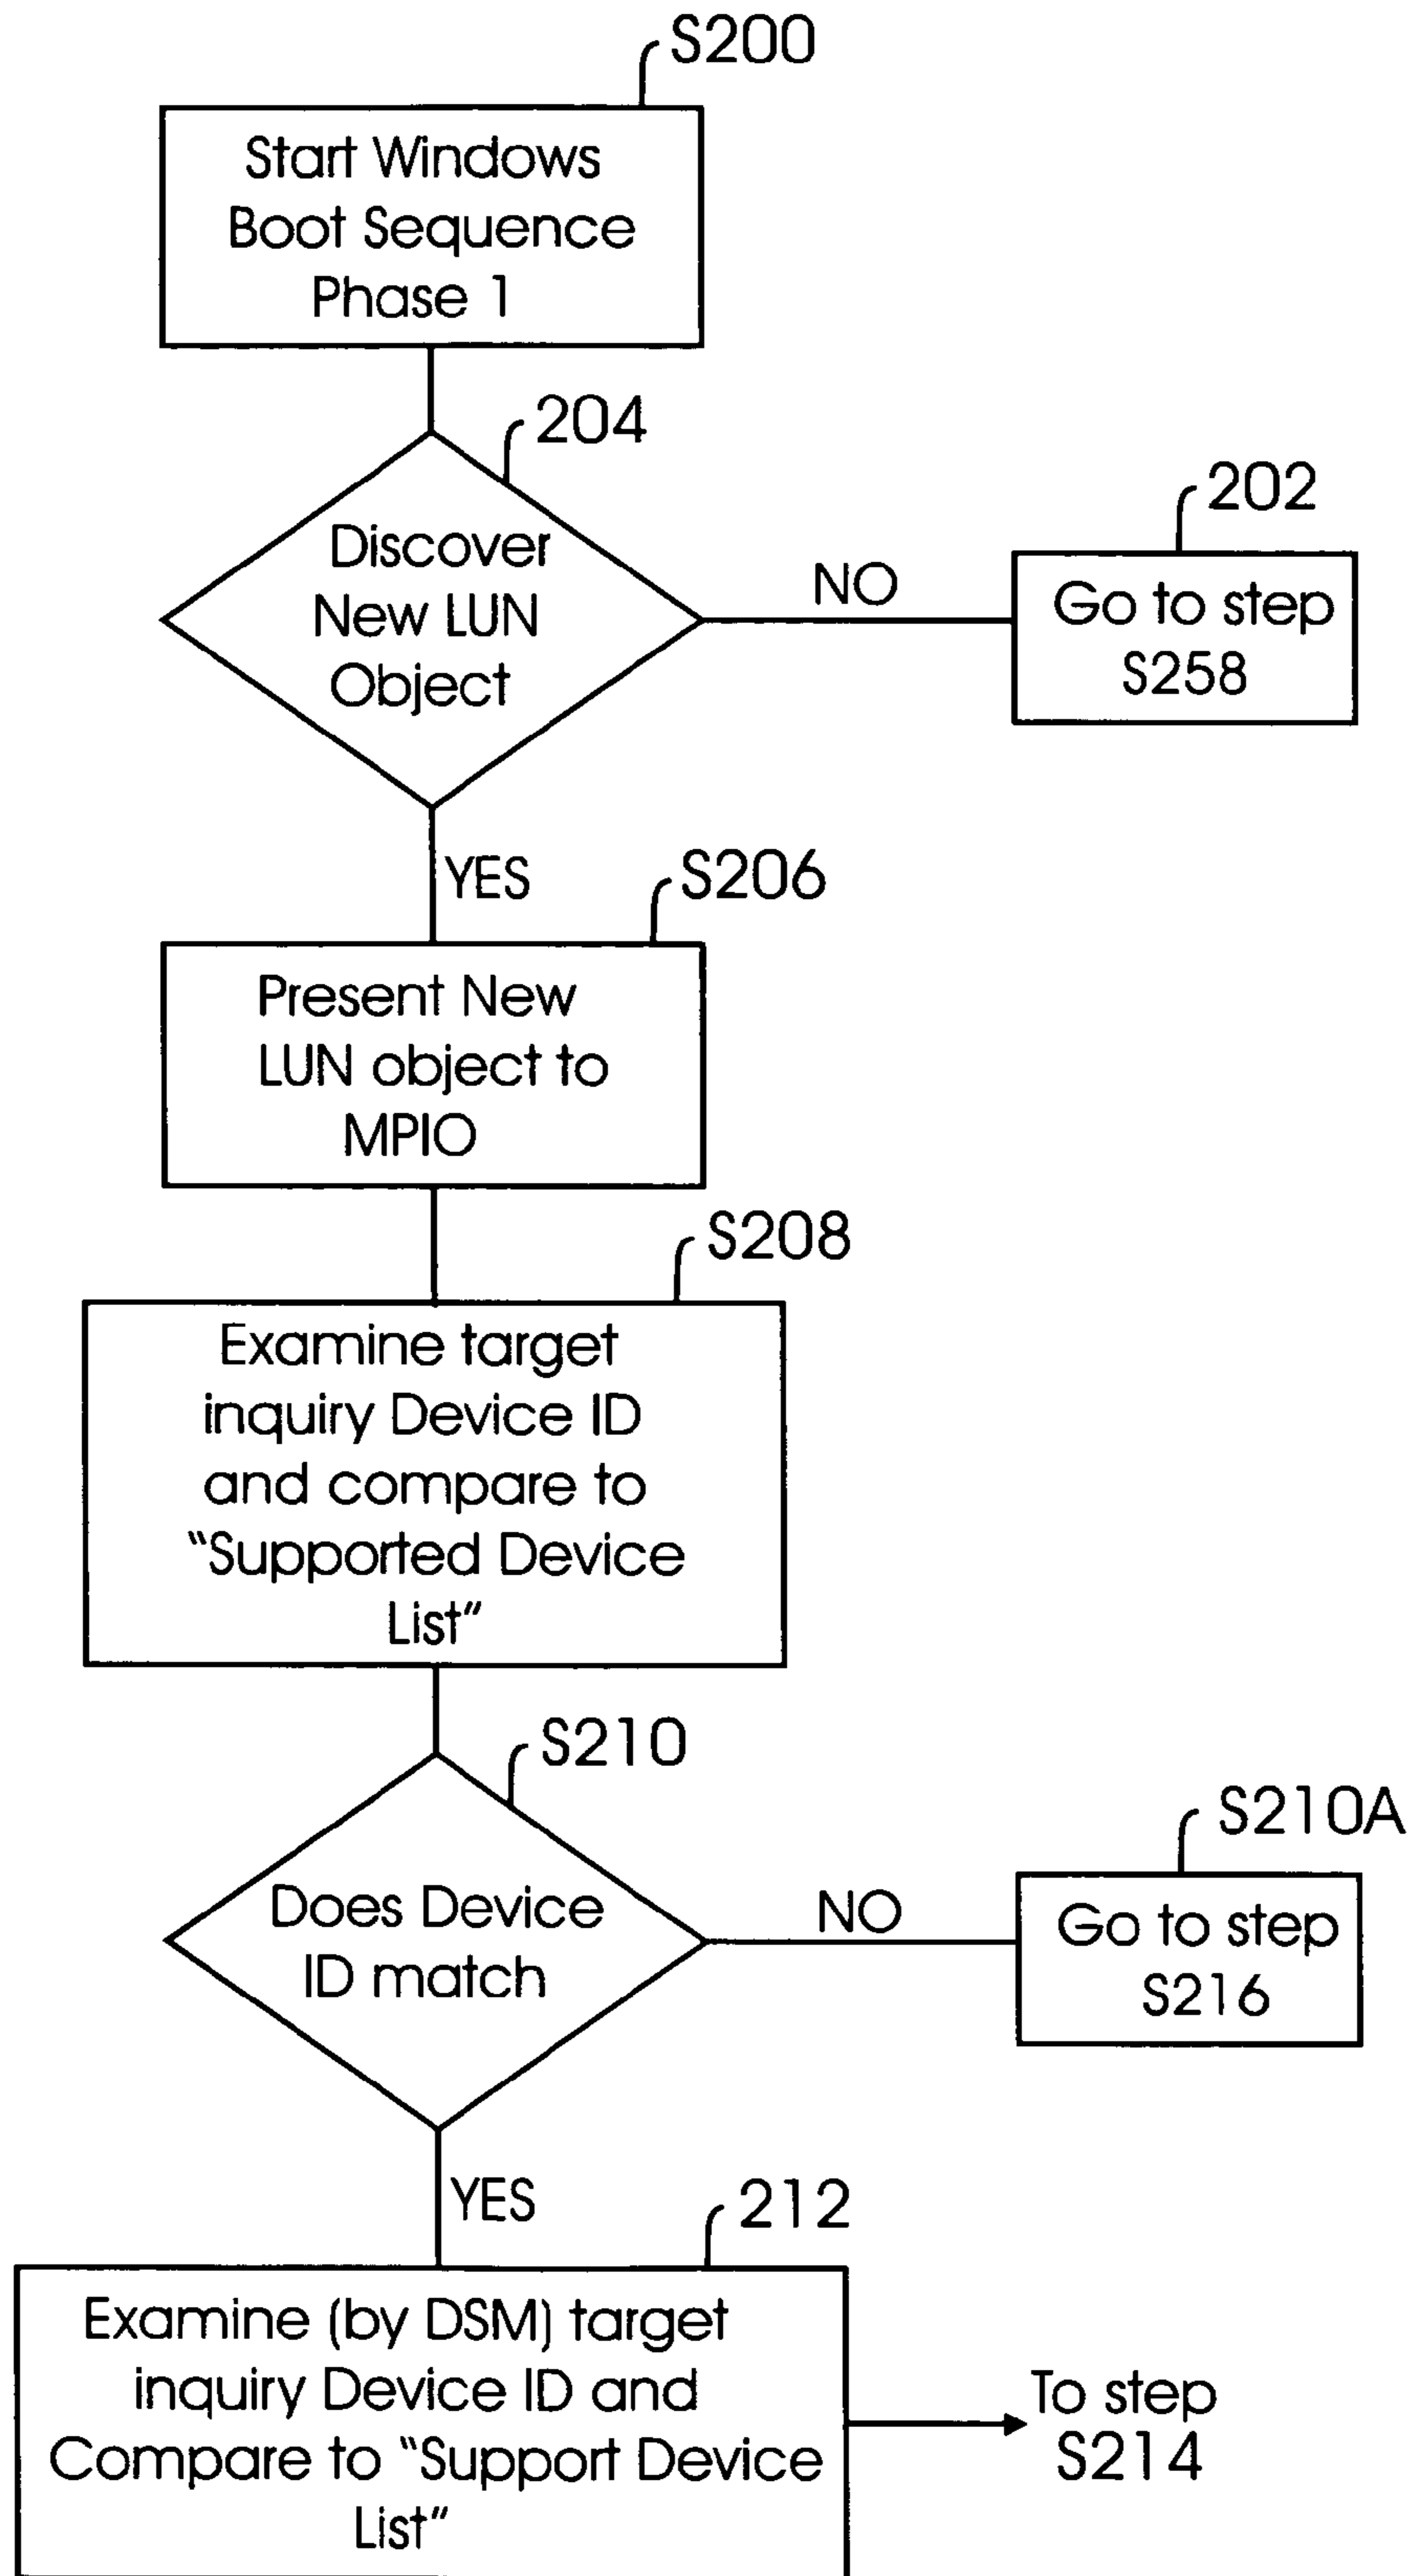 S200
Start Windows
Boot Sequence
Phase 1
204
Discover
New LUN
Object
NO
202
Go to step
S258
YES
S206
Present New
LUN object to
MPIO
S208
Examine target
inquiry Device ID
and compare to
“Supported Device
List”
S210
Does Device
ID match
NO
S210A
Go to step
S216
YES
212
Examine (by DSM) target
inquiry Device ID and
Compare to “Support Device
List”
To step
S214